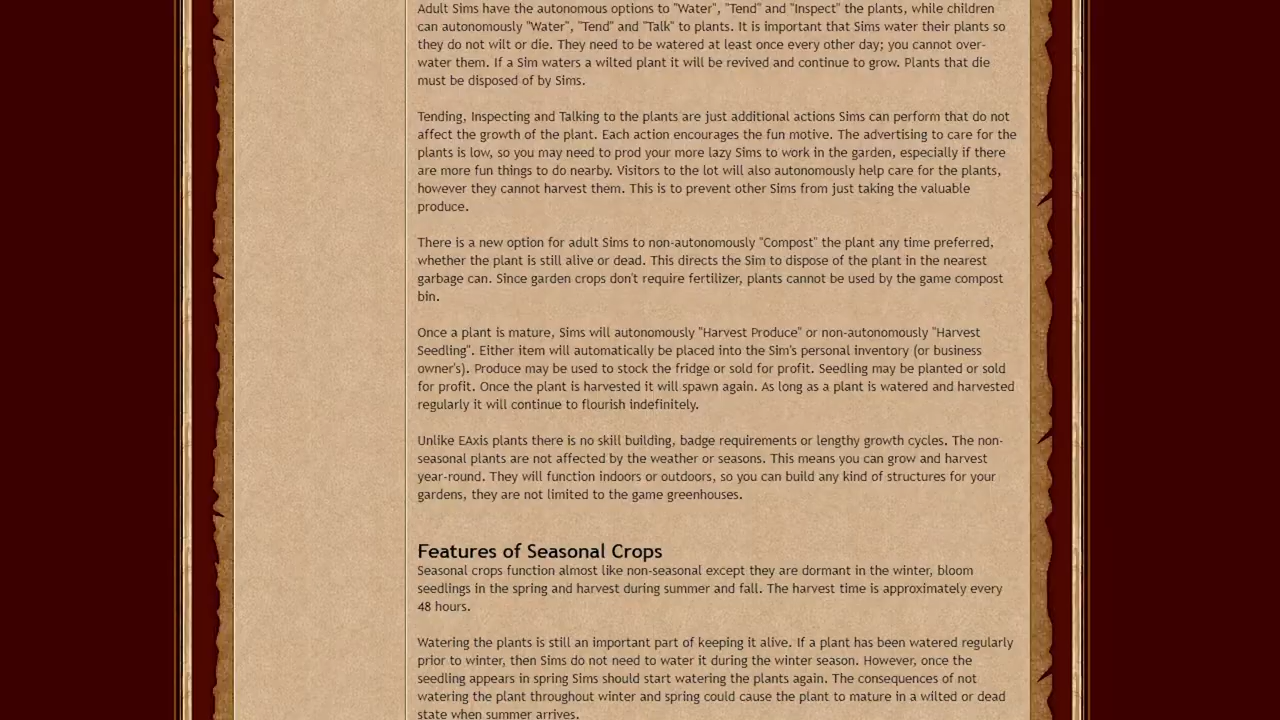 Adult Sims have the autonomous options to "Water", "Tend" and "Inspect" the plants, while children
can autonomously "Water", "Tend" and "Talk" to plants. It is important that Sims water their plants so
they do not wilt or die. They need to be watered at least once every other day; you cannot over-
water them. If a Sim waters a wilted plant it will be revived and continue to grow. Plants that die
must be disposed of by Sims.
Tending, Inspecting and Talking to the plants are just additional actions Sims can perform that do not
affect the growth of the plant. Each action encourages the fun motive. The advertising to care for the
plants is low, so you may need to prod your more lazy Sims to work in the garden, especially if there
are more fun things to do nearby. Visitors to the lot will also autonomously help care for the plants,
however they cannot harvest them. This is to prevent other Sims from just taking the valuable
produce.
There is a new option for adult Sims to non-autonomously "Compost" the plant any time preferred,
whether the plant is still alive or dead. This directs the Sim to dispose of the plant in the nearest
garbage can. Since garden crops don't require fertilizer, plants cannot be used by the game compost
bin.
Once a plant is mature, Sims will autonomously "Harvest Produce" or non-autonomously "Harvest
Seedling". Either item will automatically be placed into the Sim's personal inventory (or business
owner's). Produce may be used to stock the fridge or sold for profit. Seedling may be planted or sold
for profit. Once the plant is harvested it will spawn again. As long as a plant is watered and harvested
regularly it will continue to flourish indefinitely.
Unlike EAxis plants there is no skill building, badge requirements or lengthy growth cycles. The non-
seasonal plants are not affected by the weather or seasons. This means you can grow and harvest
year-round. They will function indoors or outdoors, so you can build any kind of structures for your
gardens, they are not limited to the game greenhouses.
Features of Seasonal Crops
Seasonal crops function almost like non-seasonal except they are dormant in the winter, bloom
seedlings in the spring and harvest during summer and fall. The harvest time is approximately every
48 hours.
Watering the plants is still an important part of keeping it alive. If a plant has been watered regularly
prior to winter, then Sims do not need to water it during the winter season. However, once the
seedling appears in spring Sims should start watering the plants again. The consequences of not
watering the plant throughout winter and spring could cause the plant to mature in a wilted or dead
state when summer arrives.